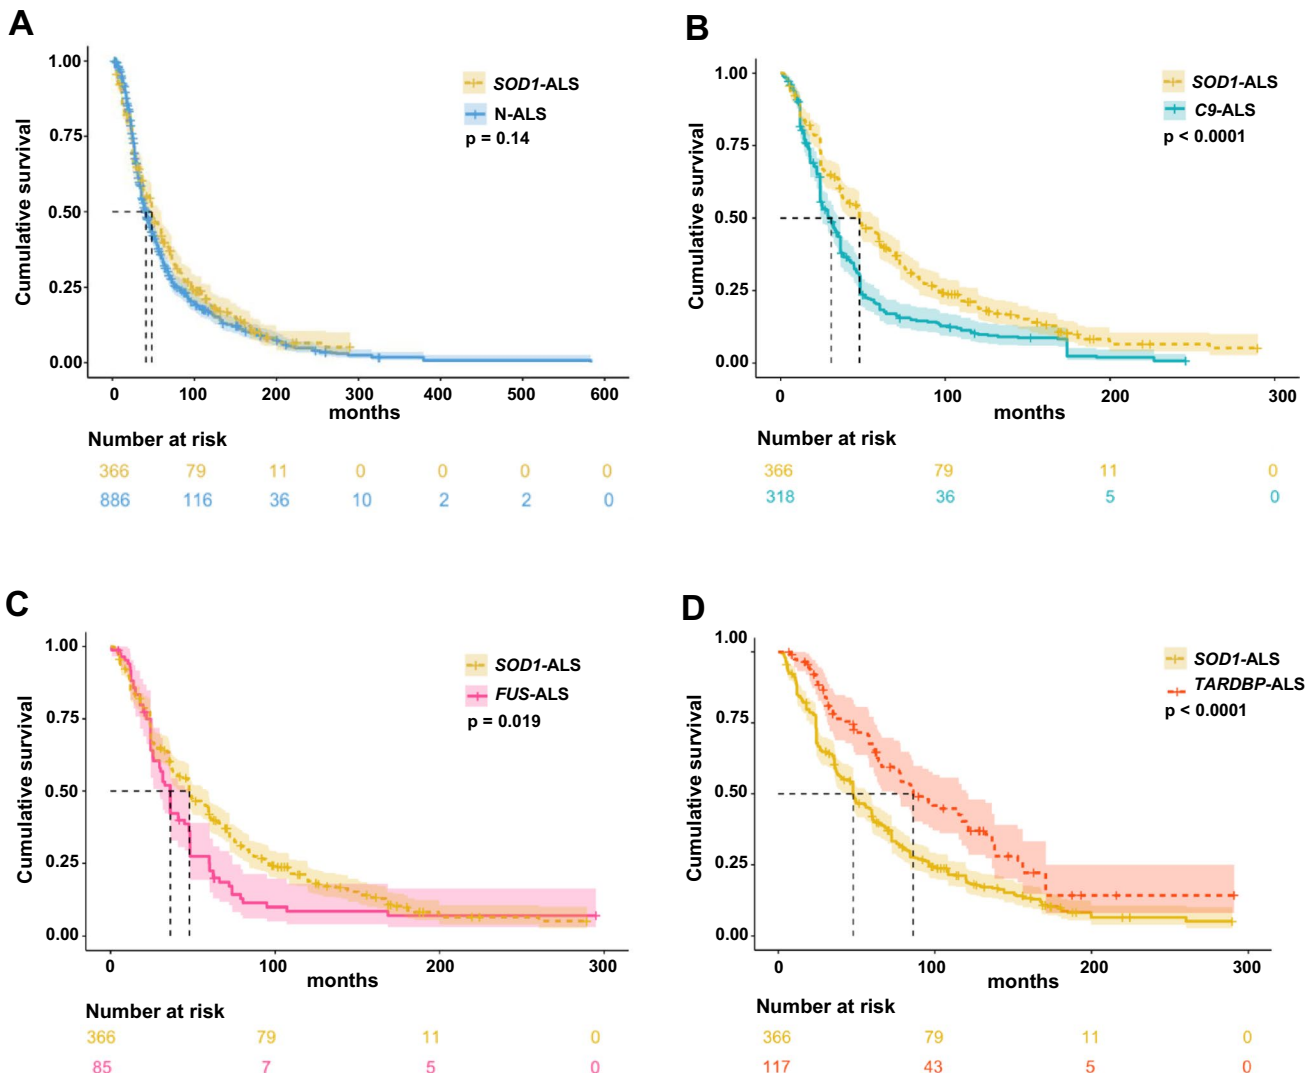 A
Cumulative survival
1.00
0.75
0.50
0.25
0.00
SOD1-ALS
N-ALS
p = 0.14
0 100 200 300 400 500 600
months
Number at risk
366 79 11 0 0 0 0
886 116 36 10 2 2 0
B
Cumulative survival
1.00
0.75
0.50
0.25
0.00
SOD1-ALS
C9-ALS
p < 0.0001
0 100 200 300
months
Number at risk
366 79 11 0
318 36 5 0
C
Cumulative survival
1.00
0.75
0.50
0.25
0.00
SOD1-ALS
FUS-ALS
p = 0.019
0 100 200 300
months
Number at risk
366 79 11 0
85 7 5 0
D
Cumulative survival
1.00
0.75
0.50
0.25
0.00
SOD1-ALS
TARDBP-ALS
p < 0.0001
0 100 200 300
months
Number at risk
366 79 11 0
117 43 5 0